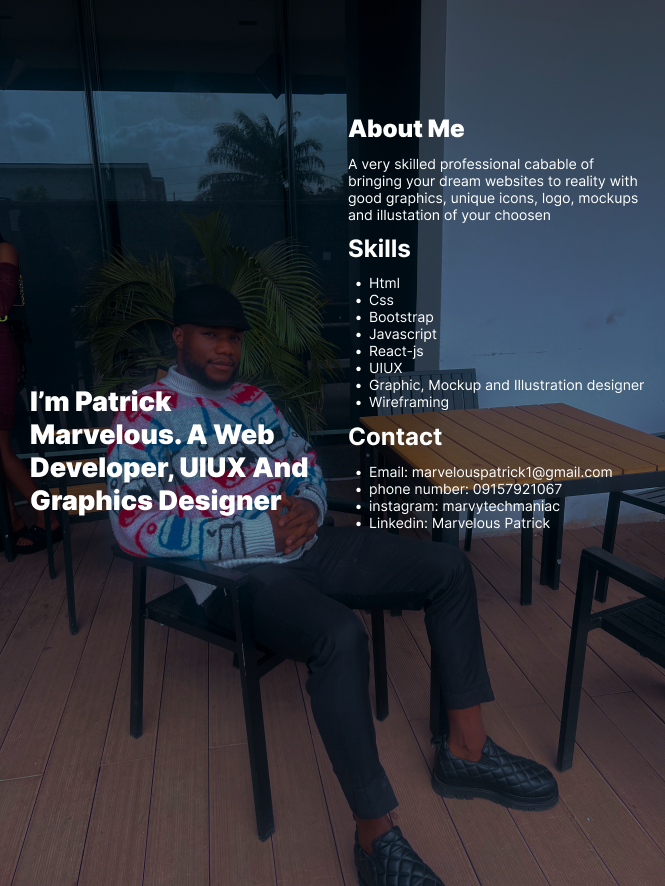 I’m Patrick
Marvelous. A Web
Developer, UIUX And
Graphics Designer
About Me
A very skilled professional cabable of
bringing your dream websites to reality with
good graphics, unique icons, logo, mockups
and illustation of your choosen
Skills
• Html
• Css
• Bootstrap
• Javascript
• React-js
• UIUX
• Graphic, Mockup and Illustration designer
• Wireframing
Contact
• Email: marvelouspatrick1@gmail.com
• phone number: 09157921067
• instagram: marvytechmaniac
• Linkedin: Marvelous Patrick